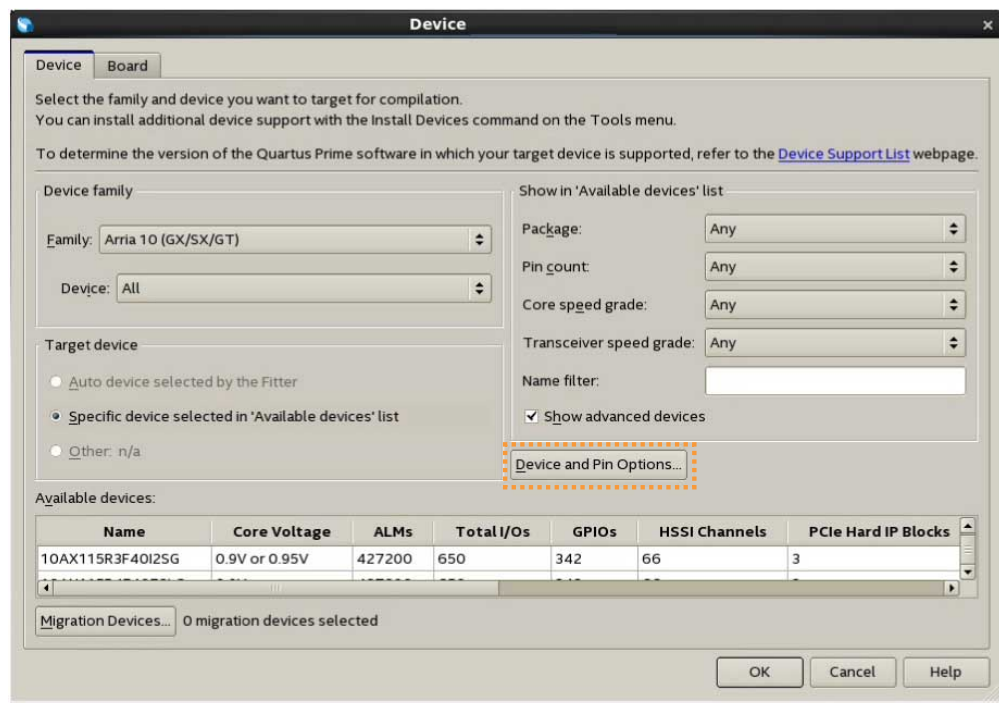 Device
Device Board
Select the family and device you want to target for compilation.
You can install additional device support with the Install Devices command on the Tools menu.
To determine the version of the Quartus Prime software in which your target device is supported, refer to the Device Support List webpage.
Device family
Family: Arria 10 (GX/SX/GT)
Device: All
Show in 'Available devices' list
Package: Any
Pin count: Any
Core speed grade: Any
Transceiver speed grade: Any
Name filter:
Show advanced devices
Target device
Auto device selected by the Fitter
Specific device selected in 'Available devices' list
Other: n/a
Device and Pin Options...
Available devices:
Name Core Voltage ALMs Total I/Os GPIOs HSSI Channels PCIe Hard IP Blocks
10AX115R3F40I2SG 0.9V or 0.95V 427200 650 342 66 3
Migration Devices... 0 migration devices selected
OK Cancel Help